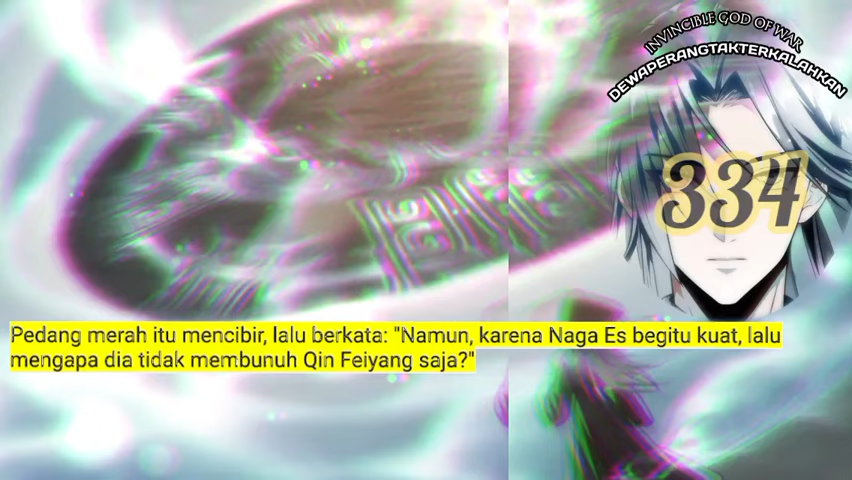 INVINCIBLE GOD OF WAR
DEWAPERANGTAKTERKALAHKAN
334
Pedang merah itu mencibir, lalu berkata: "Namun, karena Naga Es begitu kuat, lalu
mengapa dia tidak membunuh Qin Feiyang saja?"